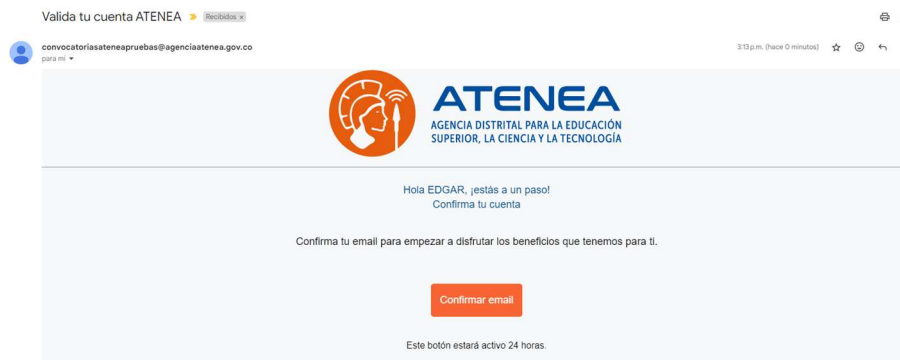 Valida tu cuenta ATENEA
Recibidos x
convocatoriasateneapruebas@agenciaatenea.gov.co
3:13 p.m. (hace 0 minutos)
para mí
ATENEA
AGENCIA DISTRITAL PARA LA EDUCACIÓN
SUPERIOR, LA CIENCIA Y LA TECNOLOGÍA
Hola EDGAR, ¡estás a un paso!
Confirma tu cuenta
Confirma tu email para empezar a disfrutar los beneficios que tenemos para ti.
Confirmar email
Este botón estará activo 24 horas.